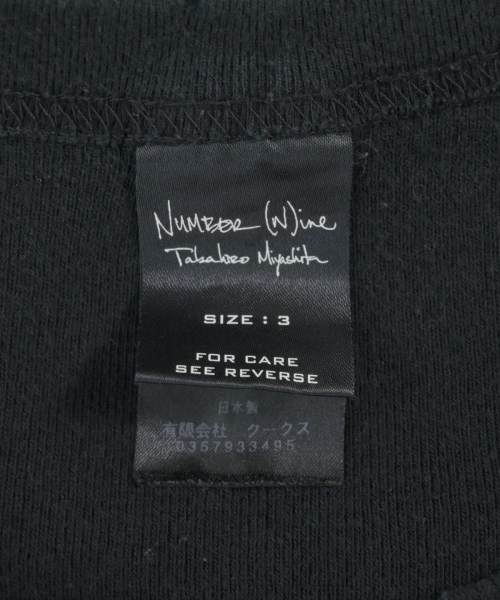 NUMBER (N)ine
Takahiro Miyashita
SIZE : 3
FOR CARE
SEE REVERSE
日本製
有限会社 クークス
0357933495